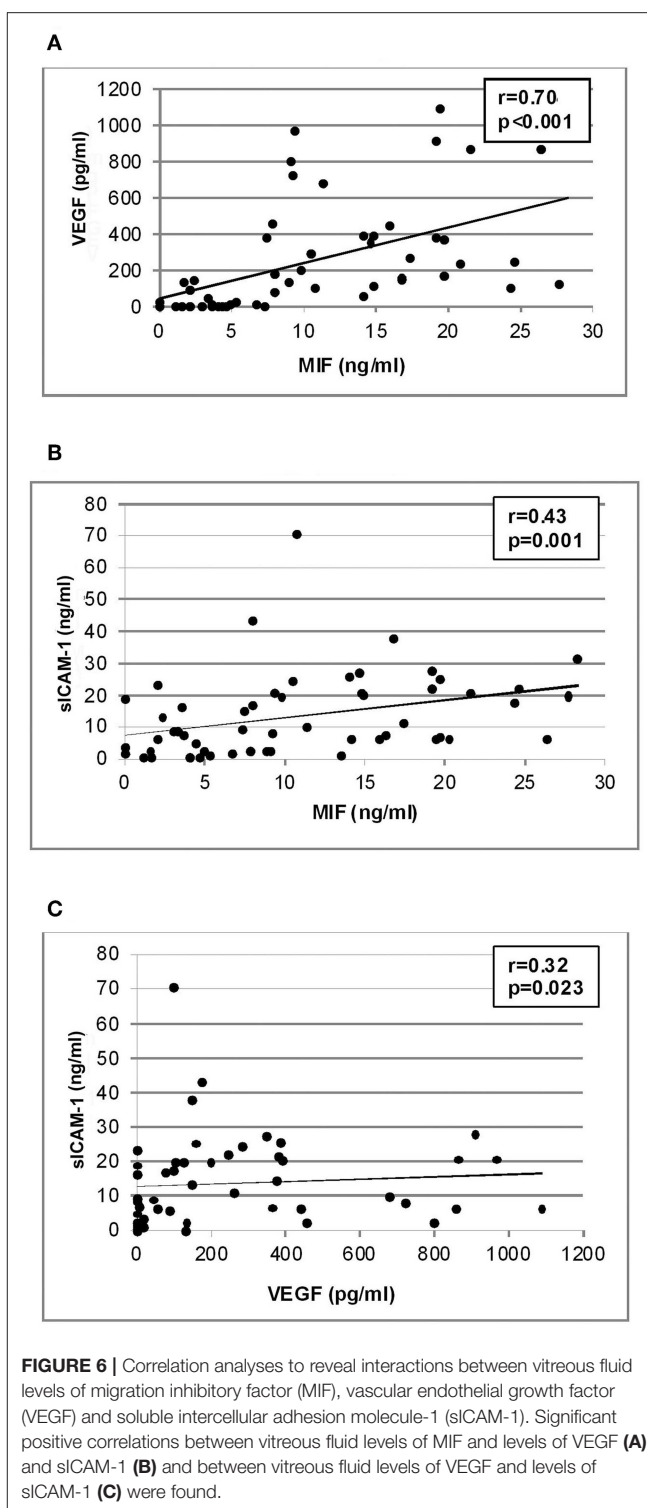 A
r=0.70
p<0.001
VEGF (pg/ml)
1200
1000
800
600
400
200
0
0 5 10 15 20 25 30
MIF (ng/ml)
B
r=0.43
p=0.001
sICAM-1 (ng/ml)
80
70
60
50
40
30
20
10
0
0 5 10 15 20 25 30
MIF (ng/ml)
C
r=0.32
p=0.023
sICAM-1 (ng/ml)
80
70
60
50
40
30
20
10
0
0 200 400 600 800 1000 1200
VEGF (pg/ml)
FIGURE 6 | Correlation analyses to reveal interactions between vitreous fluid
levels of migration inhibitory factor (MIF), vascular endothelial growth factor
(VEGF) and soluble intercellular adhesion molecule-1 (sICAM-1). Significant
positive correlations between vitreous fluid levels of MIF and levels of VEGF (A)
and sICAM-1 (B) and between vitreous fluid levels of VEGF and levels of
sICAM-1 (C) were found.